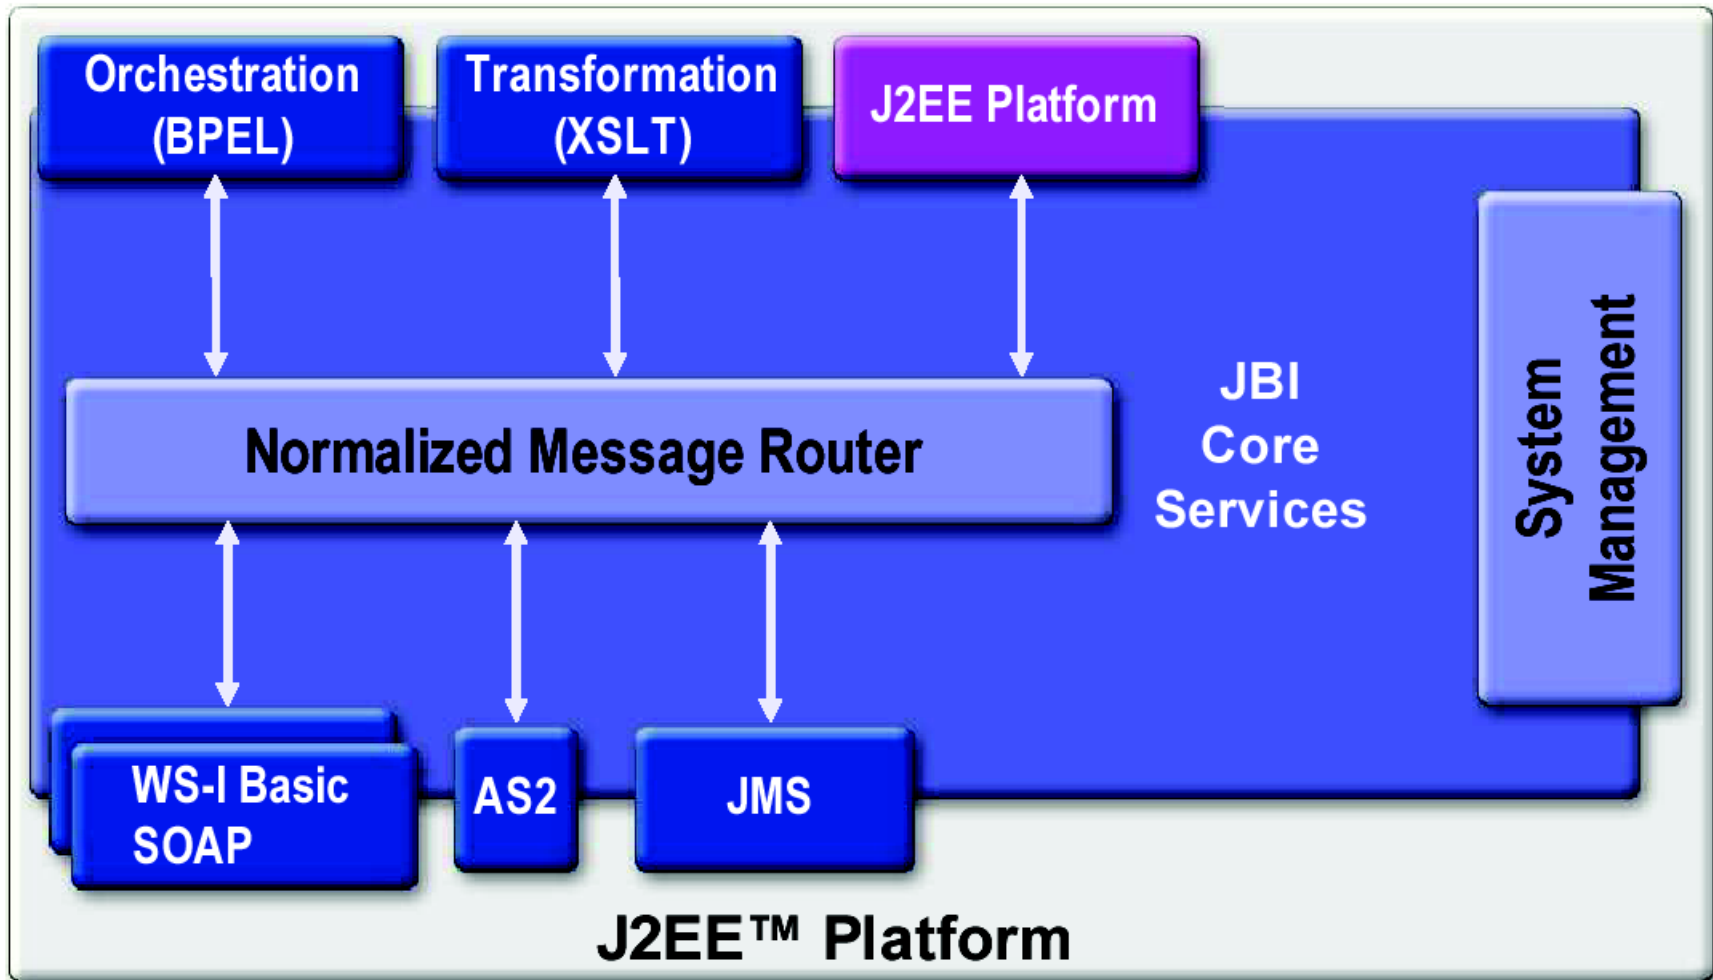 Orchestration
(BPEL)
Transformation
(XSLT)
J2EE Platform
Normalized Message Router
JBI
Core
Services
System
Management
WS-I Basic
SOAP
AS2
JMS
J2EE™ Platform